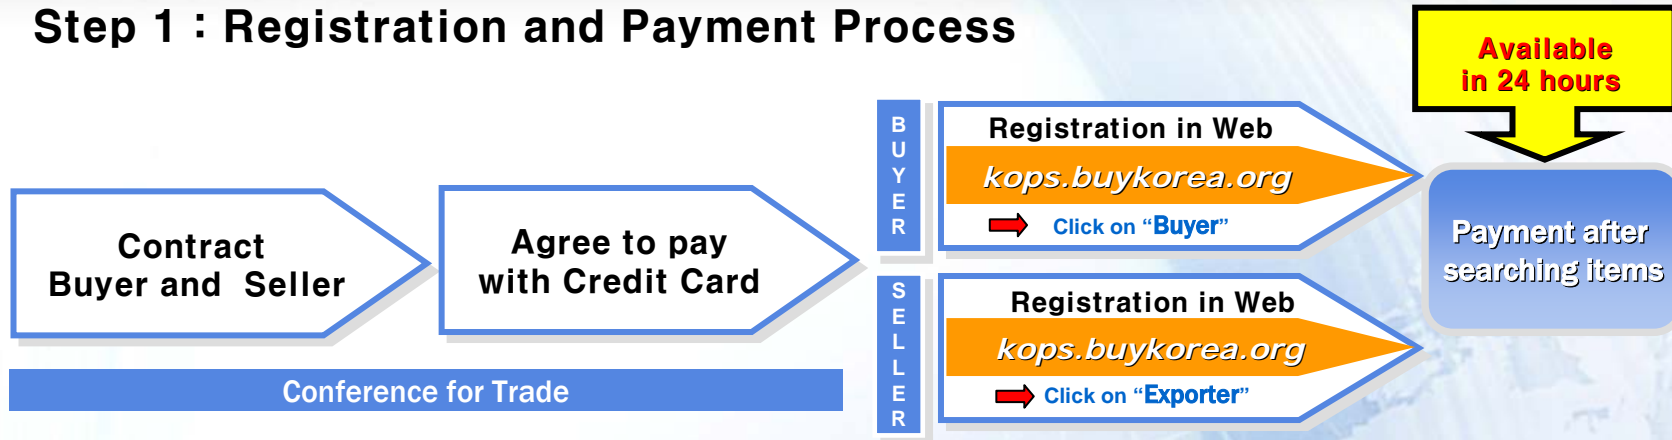 Step 1 : Registration and Payment Process
Available
in 24 hours
Contract
Buyer and Seller
Agree to pay
with Credit Card
Conference for Trade
BUYER
Registration in Web
kops.buykorea.org
Click on “Buyer”
SELLER
Registration in Web
kops.buykorea.org
Click on “Exporter”
Payment after
searching items